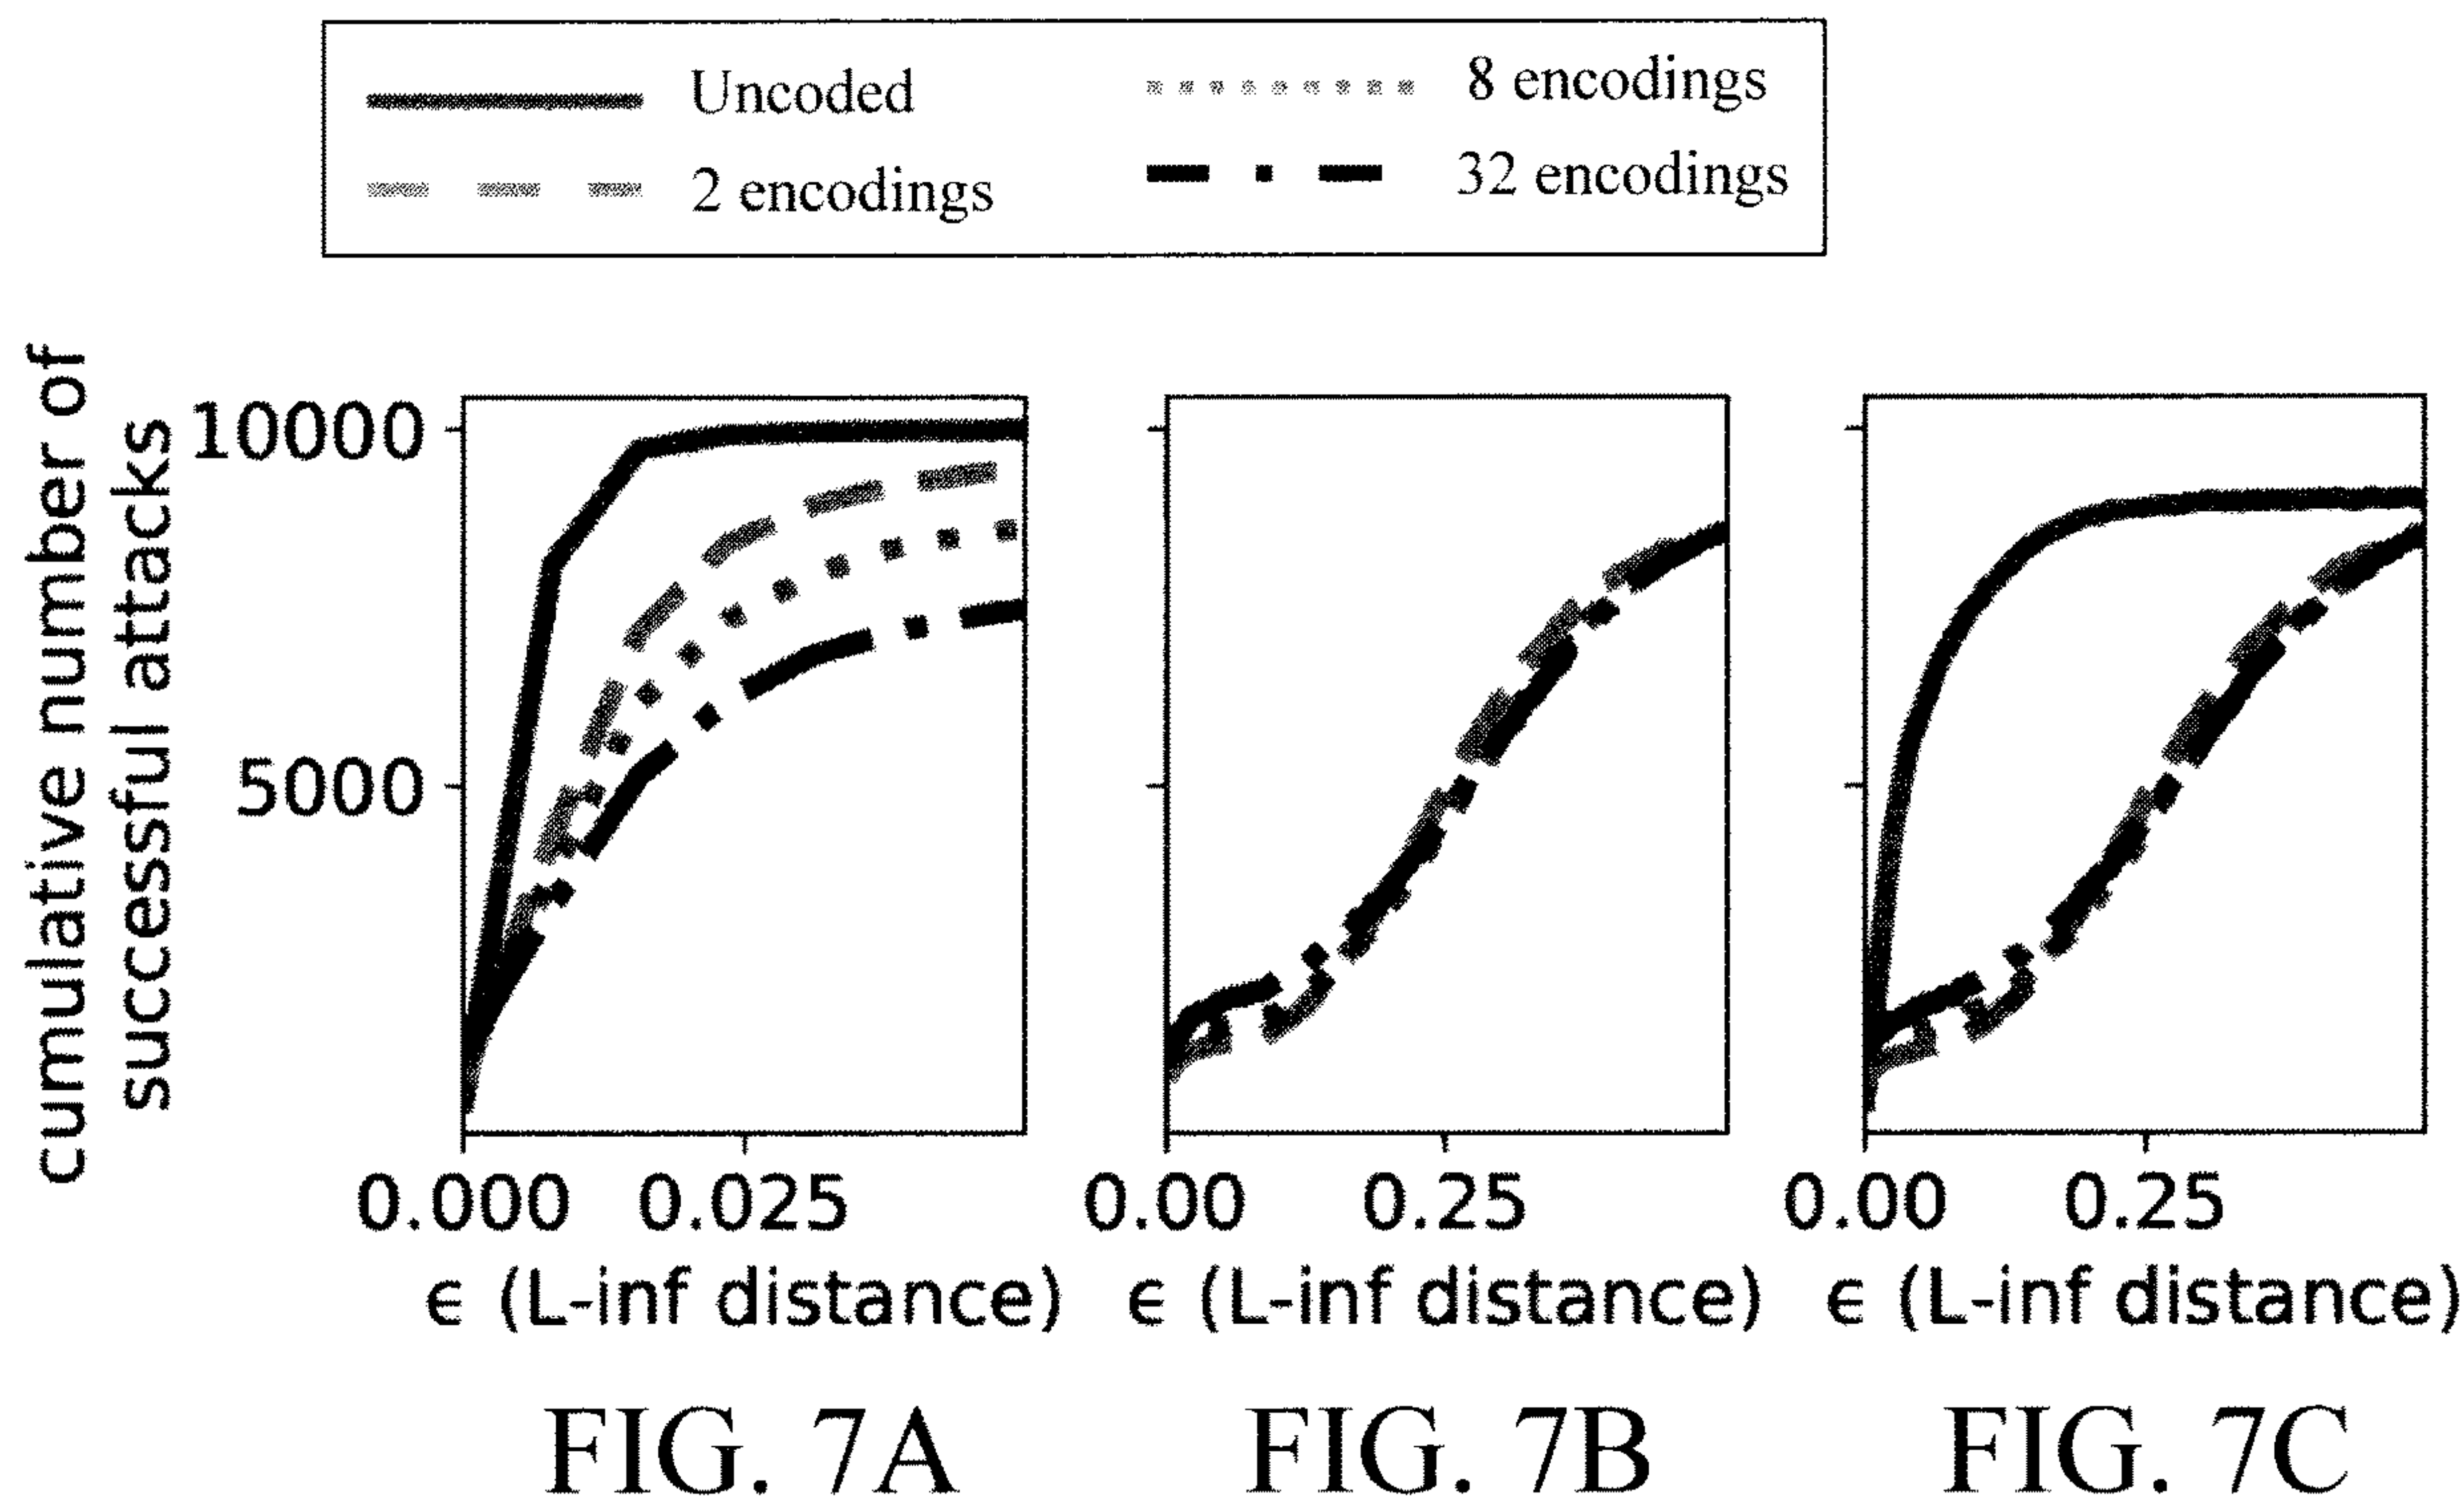 Uncoded
8 encodings
2 encodings
32 encodings
cumulative number of
successful attacks
10000
5000
0.000 0.025
0.00 0.25
0.00 0.25
ϵ (L-inf distance)
ϵ (L-inf distance)
ϵ (L-inf distance)
FIG. 7A
FIG. 7B
FIG. 7C